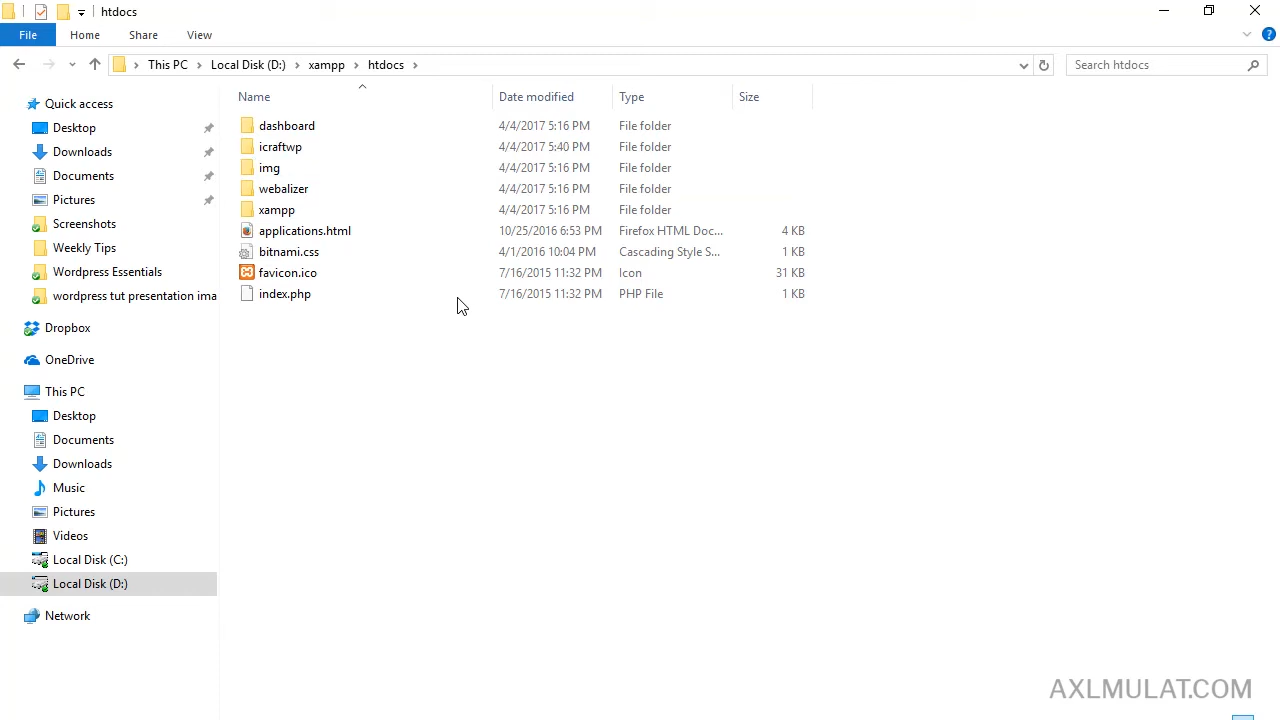 htdocs
File Home Share View
This PC Local Disk (D:) xampp htdocs Search htdocs
Name Date modified Type Size
Quick access
Desktop
Downloads
Documents
Pictures
Screenshots
Weekly Tips
Wordpress Essentials
wordpress tut presentation ima
Dropbox
OneDrive
This PC
Desktop
Documents
Downloads
Music
Pictures
Videos
Local Disk (C:)
Local Disk (D:)
Network
dashboard 4/4/2017 5:16 PM File folder
icraftwp 4/4/2017 5:40 PM File folder
img 4/4/2017 5:16 PM File folder
webalizer 4/4/2017 5:16 PM File folder
xampp 4/4/2017 5:16 PM File folder
applications.html 10/25/2016 6:53 PM Firefox HTML Doc... 4 KB
bitnami.css 4/1/2016 10:04 PM Cascading Style S... 1 KB
favicon.ico 7/16/2015 11:32 PM Icon 31 KB
index.php 7/16/2015 11:32 PM PHP File 1 KB
AXLMULAT.COM